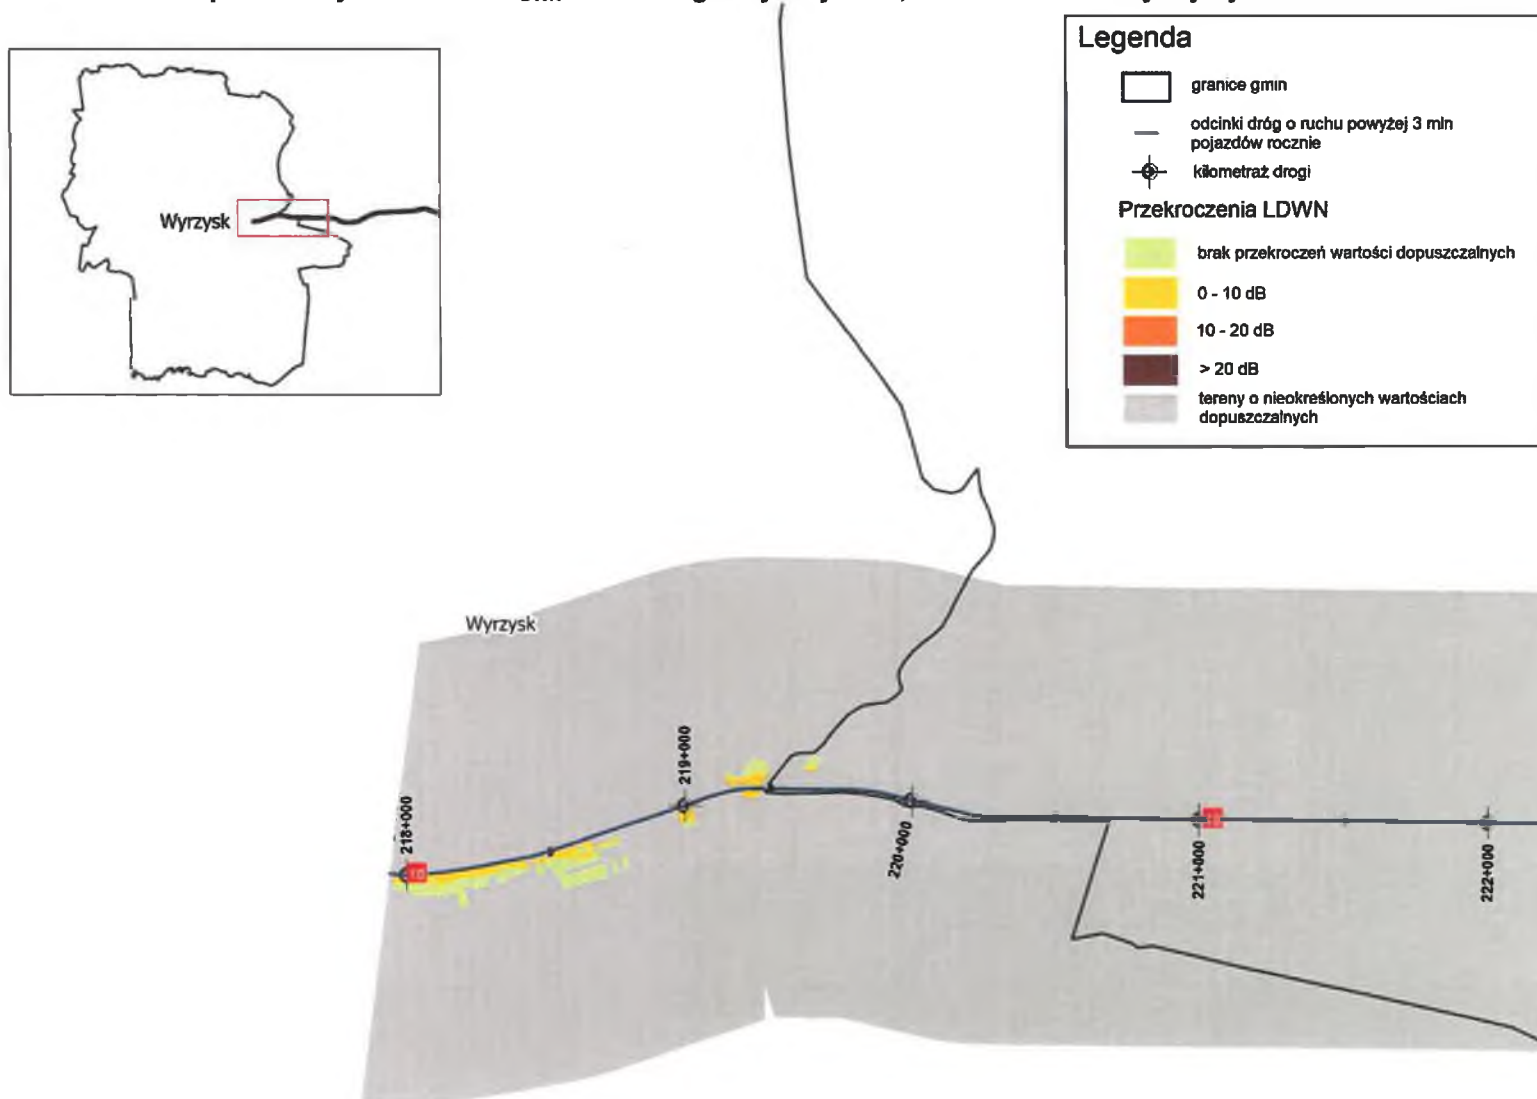 Legenda
granice gmin
odcinki dróg o ruchu powyżej 3 mln
pojazdów rocznie
kilometraż drogi
Przekroczenia LDWN
brak przekroczeń wartości dopuszczalnych
0 - 10 dB
10 - 20 dB
> 20 dB
tereny o nieokreślonych wartościach
dopuszczalnych
Wyrzysk
Wyrzysk
218+000
219+000
220+000
221+000
222+000